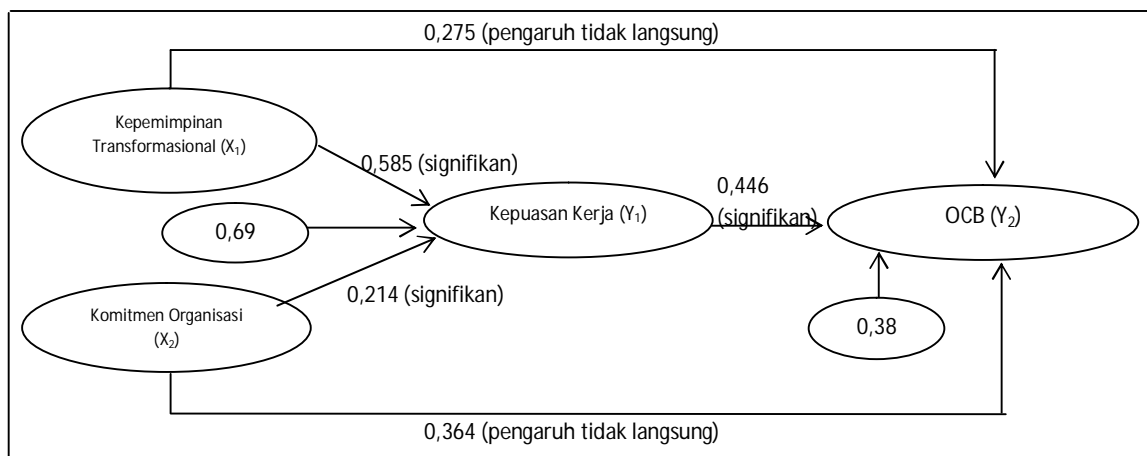 0,275 (pengaruh tidak langsung)
Kepemimpinan
Transformasional (X₁)
0,585 (signifikan)
0,446
(signifikan)
Kepuasan Kerja (Y₁)
OCB (Y₂)
0,69
0,214 (signifikan)
Komitmen Organisasi
(X₂)
0,38
0,364 (pengaruh tidak langsung)